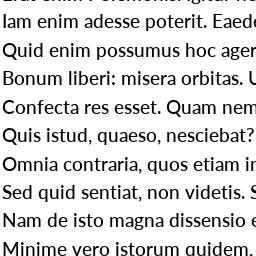 Iam enim adesse poterit. Eaed
Quid enim possumus hoc ager
Bonum liberi: misera orbitas. U
Confecta res esset. Quam nem
Quis istud, quaeso, nesciebat?
Omnia contraria, quos etiam in
Sed quid sentiat, non videtis. S
Nam de isto magna dissensio e
Minime vero istorum quidem,